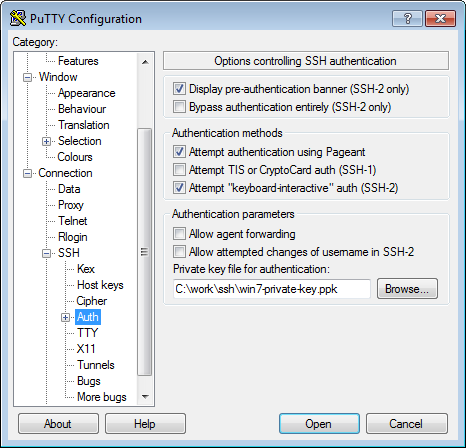 PuTTY Configuration
?
Category:
Features
Window
Appearance
Behaviour
Translation
Selection
Colours
Connection
Data
Proxy
Telnet
Rlogin
SSH
Kex
Host keys
Cipher
Auth
TTY
X11
Tunnels
Bugs
More bugs
Options controlling SSH authentication
Display pre-authentication banner (SSH-2 only)
Bypass authentication entirely (SSH-2 only)
Authentication methods
Attempt authentication using Pageant
Attempt TIS or CryptoCard auth (SSH-1)
Attempt "keyboard-interactive" auth (SSH-2)
Authentication parameters
Allow agent forwarding
Allow attempted changes of username in SSH-2
Private key file for authentication:
C:\work\ssh\win7-private-key.ppk Browse...
About Help Open Cancel